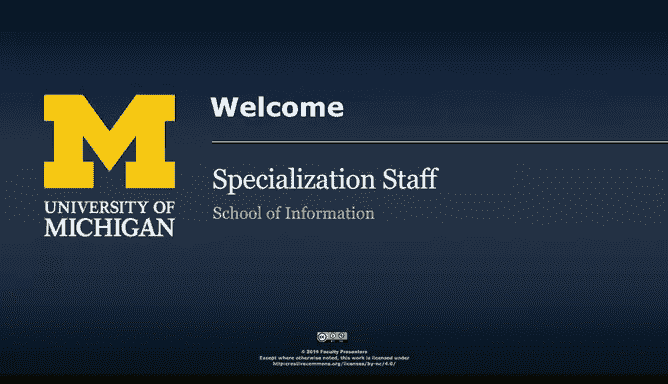 Welcome
Specialization Staff
School of Information
M
UNIVERSITY OF
MICHIGAN
© 2019 Faculty Presenters
Except where otherwise noted, this work is licensed under
http:creativecommons.org/licenses/by-nc/4.0/